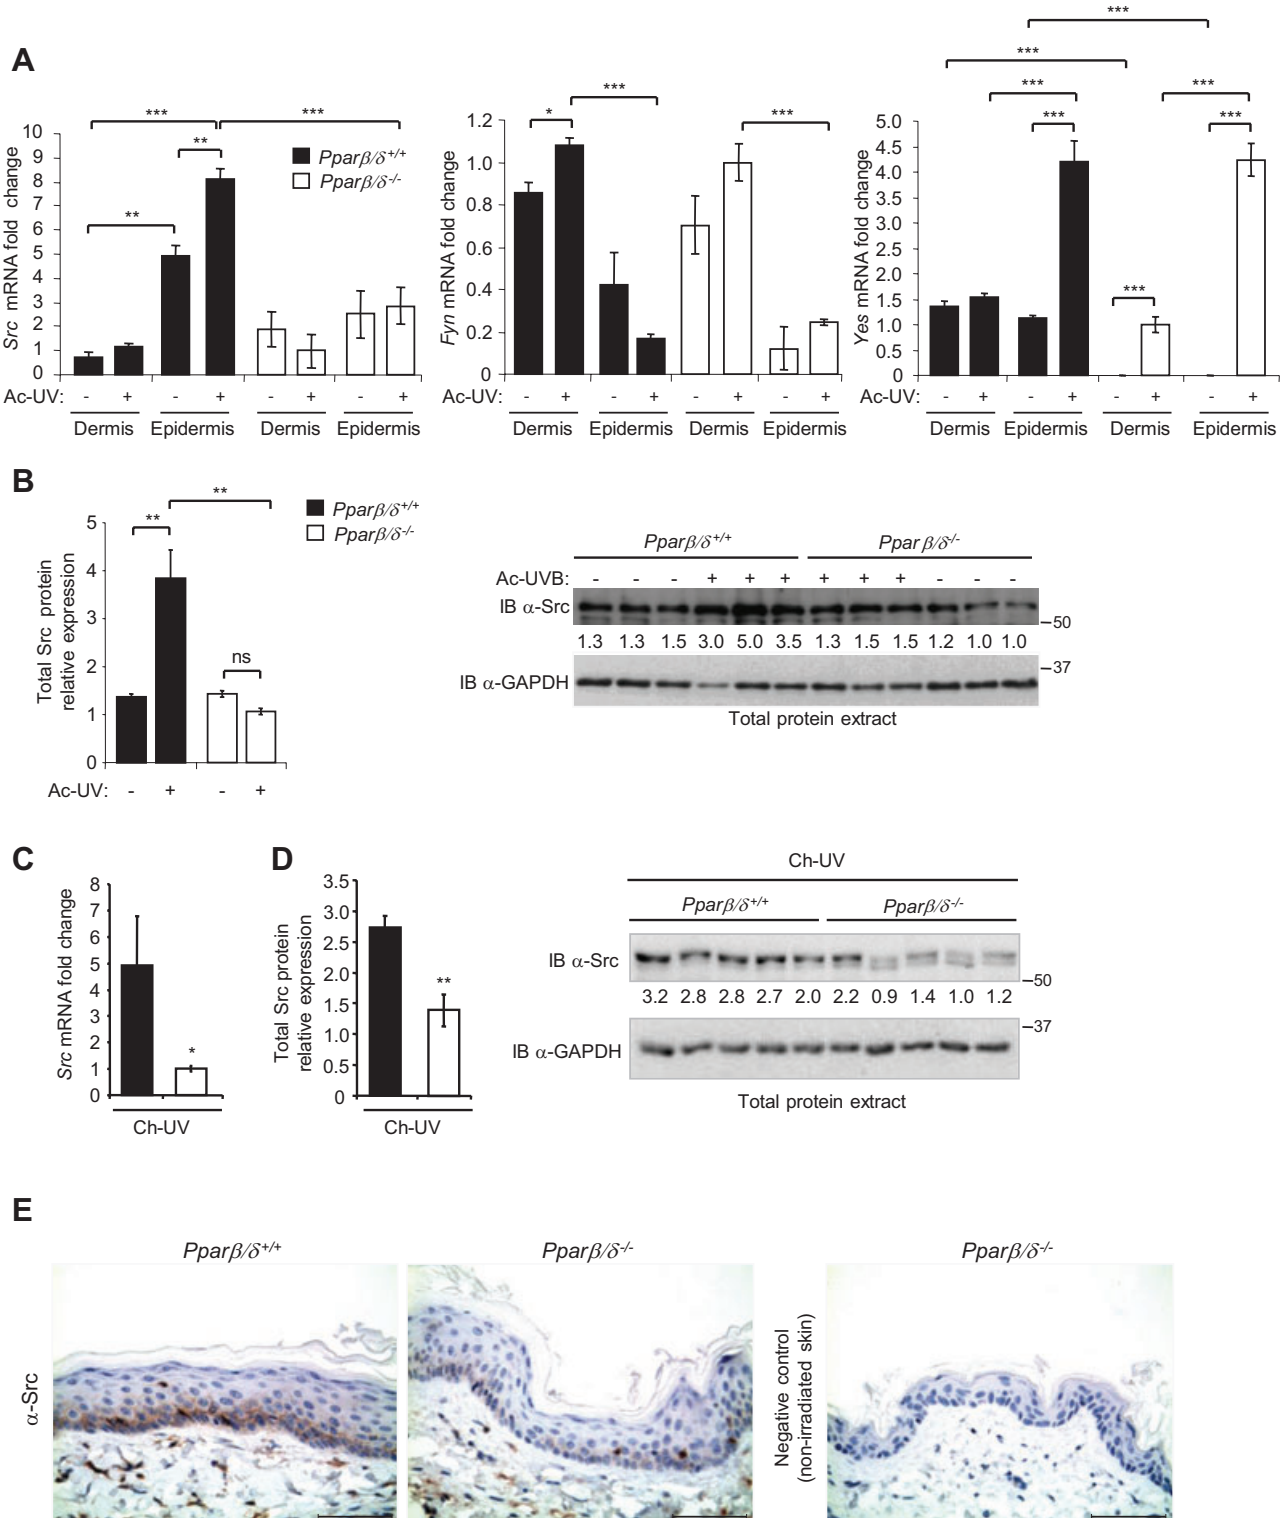 A
***
***
***
***
***
***
***
***
***
***
***
**
**
*
***
***
***
Pparβ/δ+/+
Pparβ/δ-/-
Src mRNA fold change
10
9
8
7
6
5
4
3
2
1
0
Fyn mRNA fold change
1.2
1.0
0.8
0.6
0.4
0.2
0
Yes mRNA fold change
5.0
4.5
4.0
3.5
3.0
2.5
2.0
1.5
1.0
0.5
0
Ac-UV: - + - + - + - +
Dermis Epidermis Dermis Epidermis
Ac-UV: - + - + - + - +
Dermis Epidermis Dermis Epidermis
Ac-UV: - + - + - + - +
Dermis Epidermis Dermis Epidermis
B
Total Src protein
relative expression
5
4
3
2
1
0
**
**
ns
Pparβ/δ+/+
Pparβ/δ-/-
Ac-UV: - + - +
Pparβ/δ+/+ Pparβ/δ-/-
Ac-UVB: - - - + + + + + + - - -
IB α-Src
–50
1.3 1.3 1.5 3.0 5.0 3.5 1.3 1.5 1.5 1.2 1.0 1.0
–37
IB α-GAPDH
Total protein extract
C
Src mRNA fold change
8
7
6
5
4
3
2
1
0
*
Ch-UV
D
Total Src protein
relative expression
3.5
3.0
2.5
2.0
1.5
1.0
0.5
0
**
Ch-UV
Ch-UV
Pparβ/δ+/+ Pparβ/δ-/-
IB α-Src
–50
3.2 2.8 2.8 2.7 2.0 2.2 0.9 1.4 1.0 1.2
–37
IB α-GAPDH
Total protein extract
E
Pparβ/δ+/+ Pparβ/δ-/- Pparβ/δ-/-
α-Src
Negative control
(non-irradiated skin)